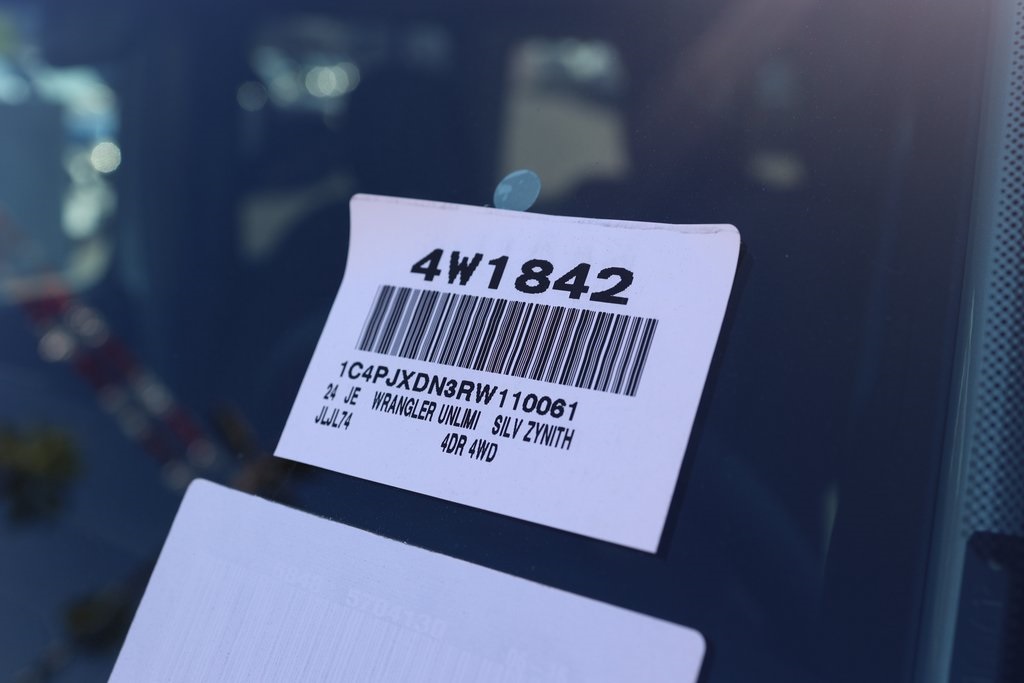 4W1842
1C4PJXDN3RW110061
24 JE WRANGLER UNLIMI SILV ZYNITH
JLJL74 4DR 4WD